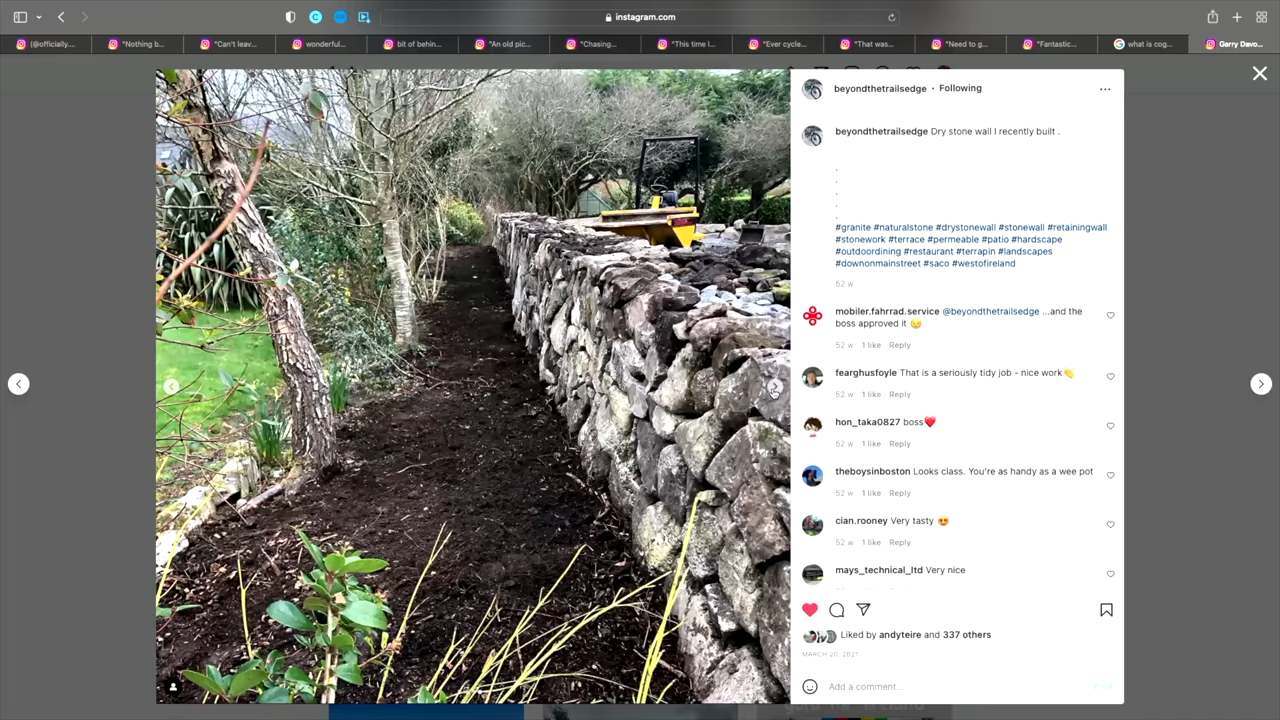 instagram.com
(@officially... "Nothing b... "Can't leav... wonderful... bit of behin... "An old pic... "Chasing... "This time I... "Ever cycle... "That was... "Need to g... "Fantastic... what is cog... Garry Davo...
beyondthetrailsedge • Following
beyondthetrailsedge Dry stone wall I recently built .
.
.
.
.
.
#granite #naturalstone #drystonewall #stonewall #retainingwall
#stonework #terrace #permeable #patio #hardscape
#outdoordining #restaurant #terrapin #landscapes
#downonmainstreet #saco #westofireland
52 w
mobiler.fahrrad.service @beyondthetrailsedge ...and the
boss approved it 😉
52 w 1 like Reply
fearghusfoyle That is a seriously tidy job - nice work👏
52 w 1 like Reply
hon_taka0827 boss❤️
52 w 1 like Reply
theboysinboston Looks class. You're as handy as a wee pot
52 w 1 like Reply
cian.rooney Very tasty 😍
52 w 1 like Reply
mays_technical_ltd Very nice
Liked by andyteire and 337 others
MARCH 20, 2021
Add a comment...
Post